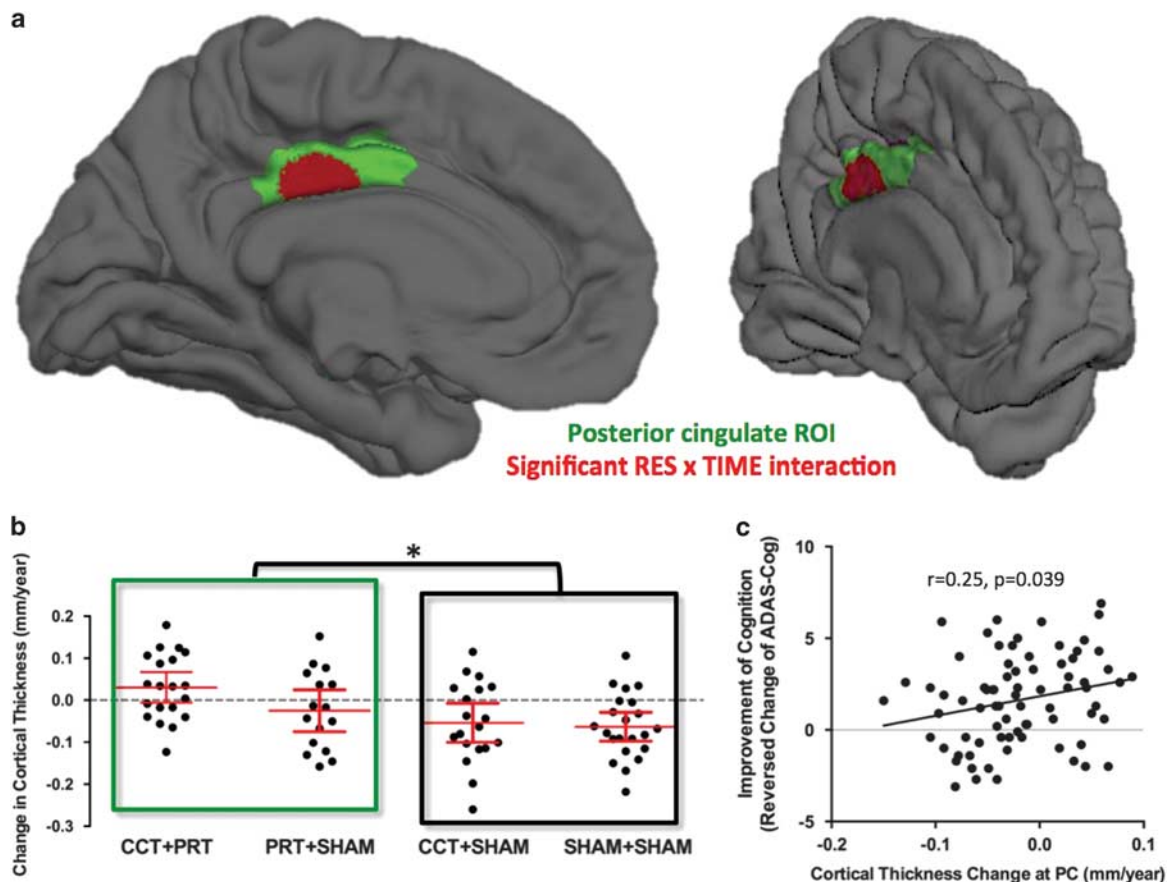 a
Posterior cingulate ROI
Significant RES x TIME interaction
b
Change in Cortical Thickness (mm/year)
*
0.2
0.1
0.0
-0.1
-0.2
-0.3
CCT+PRT
PRT+SHAM
CCT+SHAM
SHAM+SHAM
c
Improvement of Cognition
(Reversed Change of ADAS-Cog)
r=0.25, p=0.039
10
5
0
-5
-0.2
-0.1
0.0
0.1
Cortical Thickness Change at PC (mm/year)